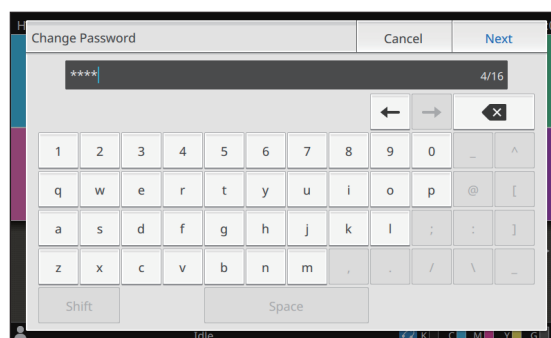 H
Change Password Cancel Next
**** 4/16
1 2 3 4 5 6 7 8 9 0 _ ^
q w e r t y u i o p @ [
a s d f g h j k l ; : ]
z x c v b n m , . / \ _
Shift Space
Idle K C M Y G